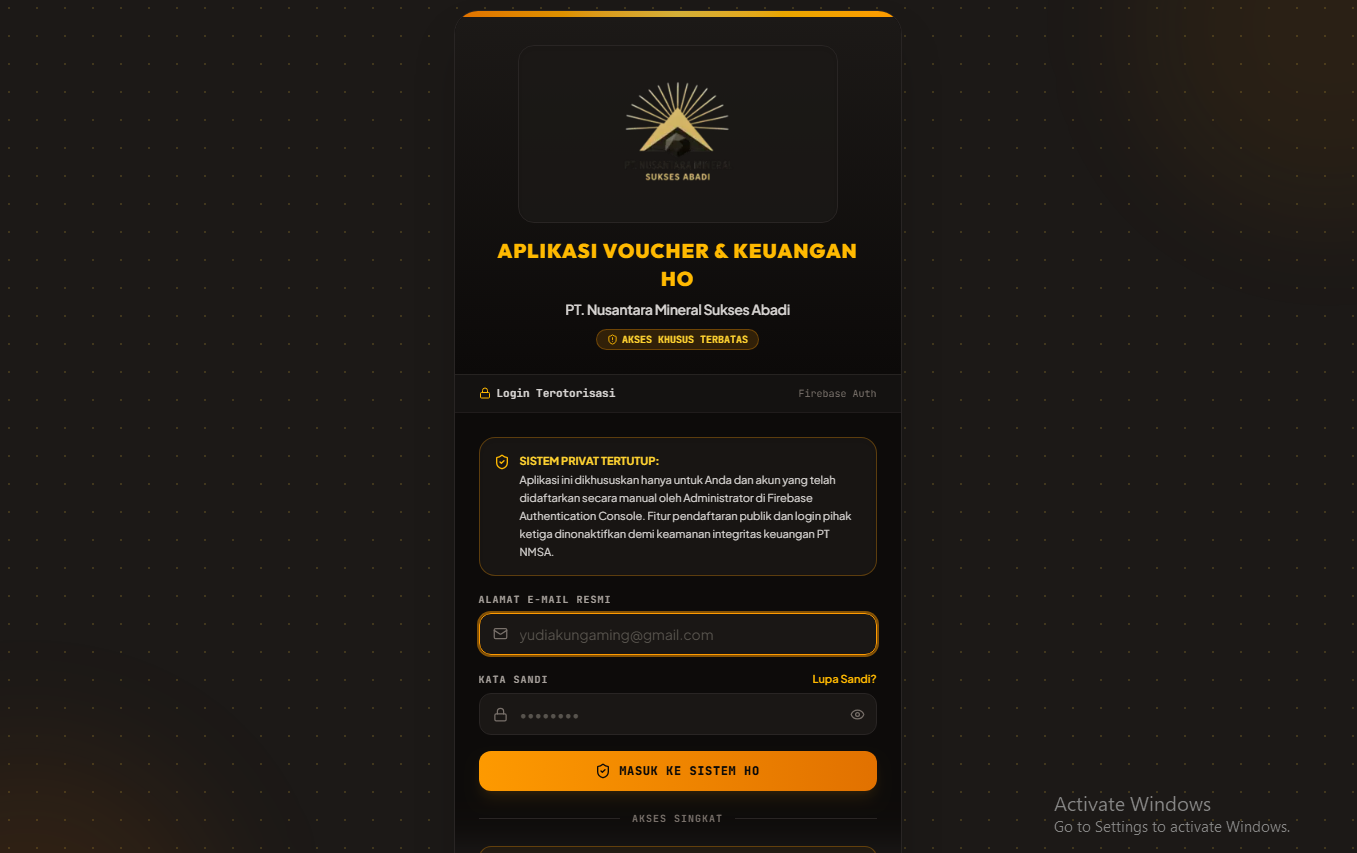 SUKSES ABADI
APLIKASI VOUCHER & KEUANGAN
HO
PT. Nusantara Mineral Sukses Abadi
AKSES KHUSUS TERBATAS
Login Terotorisasi
Firebase Auth
SISTEM PRIVAT TERTUTUP:
Aplikasi ini dikhususkan hanya untuk Anda dan akun yang telah
didaftarkan secara manual oleh Administrator di Firebase
Authentication Console. Fitur pendaftaran publik dan login pihak
ketiga dinonaktifkan demi keamanan integritas keuangan PT
NMSA.
ALAMAT E-MAIL RESMI
yudiakungaming@gmail.com
KATA SANDI
Lupa Sandi?
MASUK KE SISTEM HO
AKSES SINGKAT
Activate Windows
Go to Settings to activate Windows.